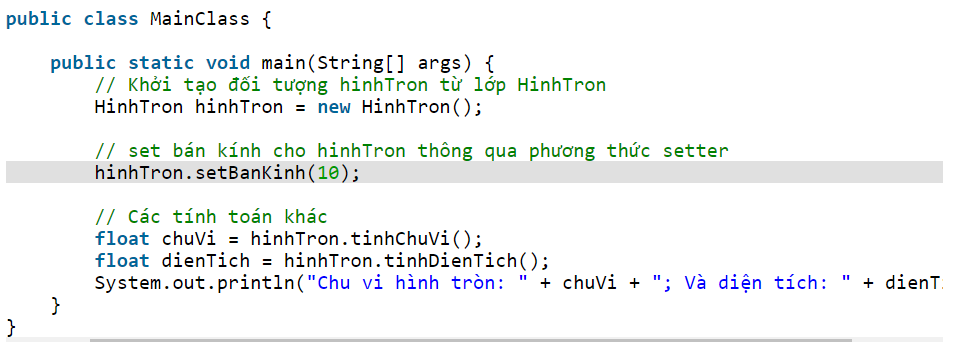 public class MainClass {
public static void main(String[] args) {
// Khởi tạo đối tượng hinhTron từ lớp HinhTron
HinhTron hinhTron = new HinhTron();
// set bán kính cho hinhTron thông qua phương thức setter
hinhTron.setBanKinh(10);
// Các tính toán khác
float chuVi = hinhTron.tinhChuVi();
float dienTich = hinhTron.tinhDienTich();
System.out.println("Chu vi hình tròn: " + chuVi + "; Và diện tích: " + dienT
}
}